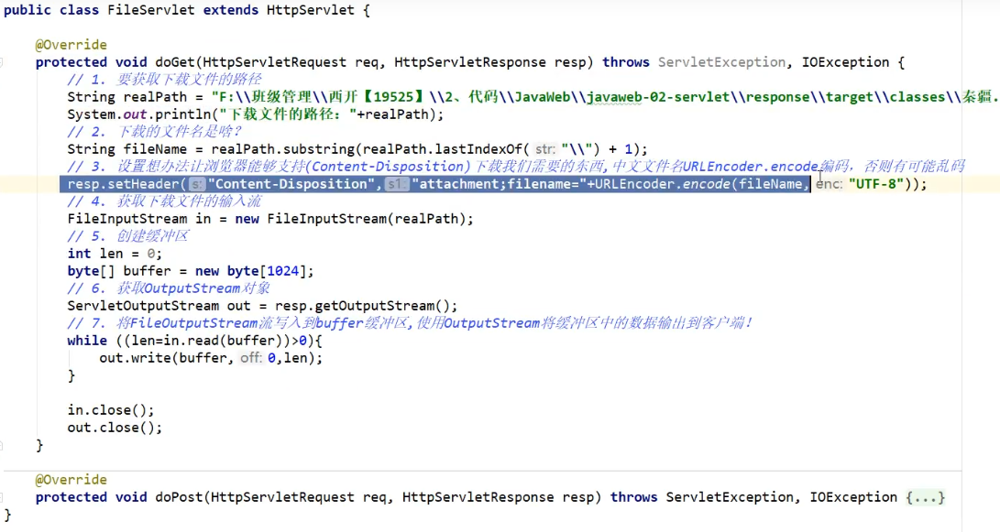 public class FileServlet extends HttpServlet {
@Override
protected void doGet(HttpServletRequest req, HttpServletResponse resp) throws ServletException, IOException {
// 1. 要获取下载文件的路径
String realPath = "F:\\班级管理\\西开【19525】\\2、代码\\JavaWeb\\javaweb-02-servlet\\response\\target\\classes\\秦疆.
System.out.println("下载文件的路径："+realPath);
// 2. 下载的文件名是啥？
String fileName = realPath.substring(realPath.lastIndexOf( str: "\\") + 1);
// 3. 设置想办法让浏览器能够支持(Content-Disposition)下载我们需要的东西,中文文件名URLEncoder.encode编码，否则有可能乱码
resp.setHeader( s: "Content-Disposition", s1: "attachment;filename="+URLEncoder.encode(fileName, enc: "UTF-8"));
// 4. 获取下载文件的输入流
FileInputStream in = new FileInputStream(realPath);
// 5. 创建缓冲区
int len = 0;
byte[] buffer = new byte[1024];
// 6. 获取OutputStream对象
ServletOutputStream out = resp.getOutputStream();
// 7. 将FileOutputStream流写入到buffer缓冲区,使用OutputStream将缓冲区中的数据输出到客户端！
while ((len=in.read(buffer))>0){
out.write(buffer, off: 0,len);
}
in.close();
out.close();
}
@Override
protected void doPost(HttpServletRequest req, HttpServletResponse resp) throws ServletException, IOException {...}
}